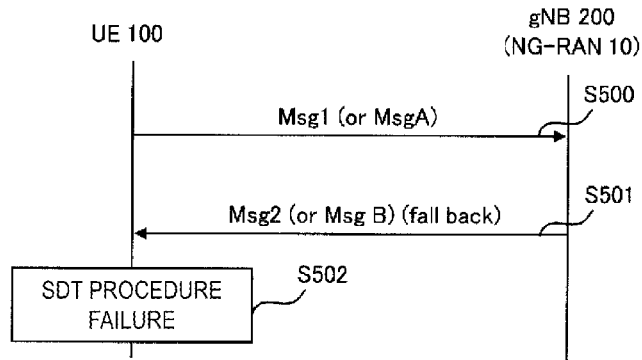 UE 100
gNB 200
(NG-RAN 10)
Msg1 (or MsgA)
S500
Msg2 (or Msg B) (fall back)
S501
SDT PROCEDURE
FAILURE
S502